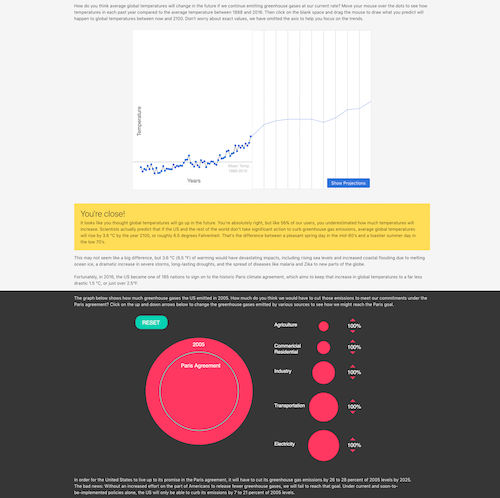 How do you think average global temperatures will change in the future if we continue emitting greenhouse gases at our current rate? Move your mouse over the dots to see how
temperatures in each past year compared to the average temperature between 1988 and 2016. Then click on the blank space and drag the mouse to draw what you predict will
happen to global temperatures between now and 2100. Don't worry about exact values, we have omitted the axis to help you focus on the trends.
Temperature
Mean Temp
Years
Show Projections
You're close!
It looks like you thought global temperatures will go up in the future. You're absolutely right, but like 56% of our users, you underestimated how much temperatures will
increase. Scientists actually predict that if the US and the rest of the world don't take significant action to curb greenhouse gas emissions, average global temperatures
will rise by 3.6 °C by the year 2100, or roughly 6.5 degrees Fahrenheit. That's the difference between a pleasant spring day in the mid-60's and a toastier summer day in
the low 70's.
This may not seem like a big difference, but 3.6 °C (6.5 °F) of warming would have devastating impacts, including rising sea levels and increased coastal flooding due to melting
ocean ice, a dramatic increase in severe storms, long-lasting droughts, and the spread of diseases like malaria and Zika to new parts of the globe.
Fortunately, in 2016, the US became one of 195 nations to sign on to the historic Paris climate agreement, which aims to keep that increase in global temperatures to a far less
drastic 1.5 °C, or just over 2.5°F.
The graph below shows how much greenhouse gases the US emitted in 2005. How much do you think we would have to cut those emissions to meet our commitments under the
Paris agreement? Click on the up and down arrows below to change the greenhouse gases emitted by various sources to see how we might reach the Paris goal.
RESET
2005
Paris Agreement
Agriculture
100%
Commericial
Residential
100%
Industry
100%
Transportation
100%
Electricity
100%
In order for the United States to live up to its promise in the Paris agreement, it will have to cut its greenhouse gas emissions by 26 to 28 percent of 2005 levels by 2025.
The bad news: Without an increased effort on the part of Americans to release fewer greenhouse gases, we will fail to reach that goal. Under current and soon-to-
be-implemented policies alone, the US will only be able to curb its emissions by 7 to 21 percent of 2005 levels.